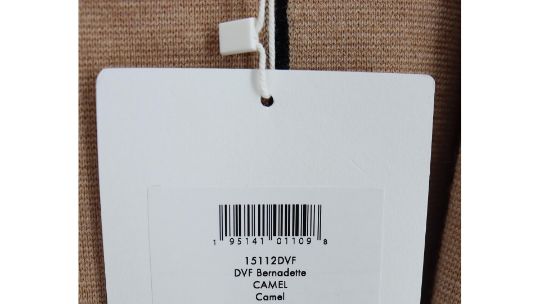 1 95141 01109 8
15112DVF
DVF Bernadette
CAMEL
Camel